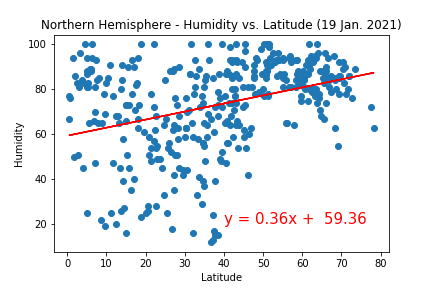 Northern Hemisphere - Humidity vs. Latitude (19 Jan. 2021)
100
80
60
40
20
Humidity
y = 0.36x + 59.36
0 10 20 30 40 50 60 70 80
Latitude